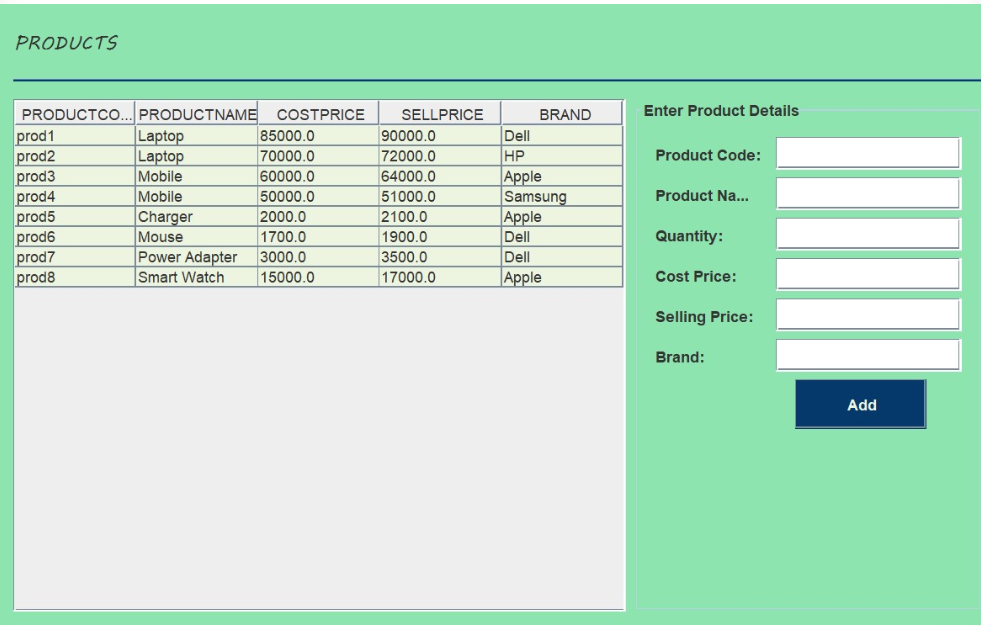 PRODUCTS
PRODUCTCO... PRODUCTNAME COSTPRICE SELLPRICE BRAND
prod1 Laptop 85000.0 90000.0 Dell
prod2 Laptop 70000.0 72000.0 HP
prod3 Mobile 60000.0 64000.0 Apple
prod4 Mobile 50000.0 51000.0 Samsung
prod5 Charger 2000.0 2100.0 Apple
prod6 Mouse 1700.0 1900.0 Dell
prod7 Power Adapter 3000.0 3500.0 Dell
prod8 Smart Watch 15000.0 17000.0 Apple
Enter Product Details
Product Code:
Product Na...
Quantity:
Cost Price:
Selling Price:
Brand:
Add